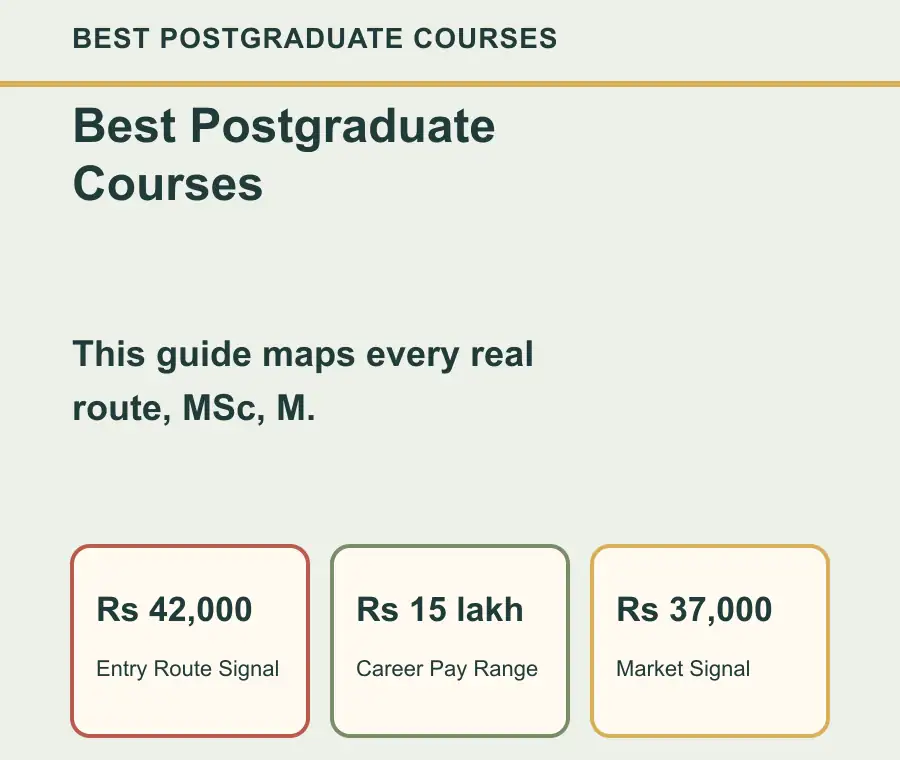 BEST POSTGRADUATE COURSES
Best Postgraduate
Courses
This guide maps every real
route, MSc, M.
Rs 42,000
Entry Route Signal
Rs 15 lakh
Career Pay Range
Rs 37,000
Market Signal